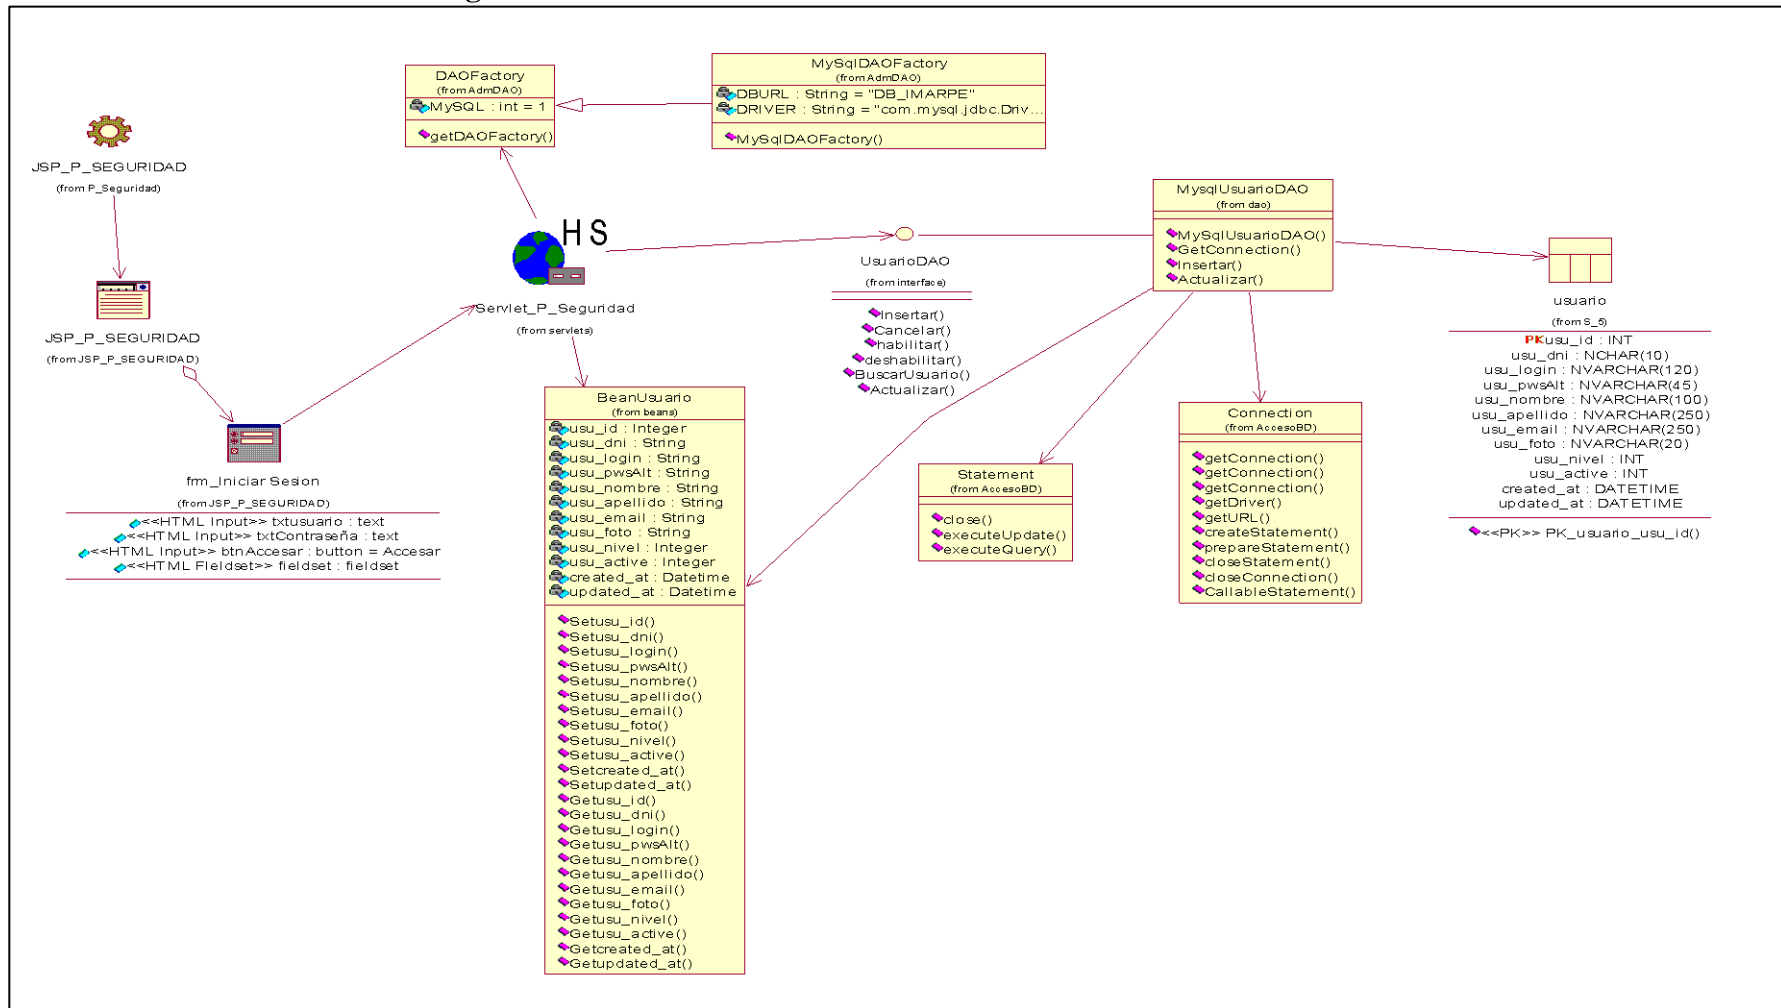 DAOFactory
(from AdmDAO)
MySQL : int = 1
getDAOFactory()
MySqlDAOFactory
(from AdmDAO)
DBURL : String = "DB_IMARPE"
DRIVER : String = "com.mysql.jdbc.Driv...
MySqlDAOFactory()
JSP_P_SEGURIDAD
(from P_Seguridad)
JSP_P_SEGURIDAD
(from JSP_P_SEGURIDAD)
frm_Iniciar Sesion
(from JSP_P_SEGURIDAD)
<<HTML Input>> txtusuario : text
<<HTML Input>> txtContraseña : text
<<HTML Input>> btnAccesar : button = Accesar
<<HTML Fieldset>> fieldset : fieldset
HS
Servlet_P_Seguridad
(from servlets)
UsuarioDAO
(from interface)
Insertar()
Cancelar()
habilitar()
deshabilitar()
BuscarUsuario()
Actualizar()
MysqlUsuarioDAO
(from dao)
MySqlUsuarioDAO()
GetConnection()
Insertar()
Actualizar()
usuario
(from S_5)
PK usu_id : INT
usu_dni : NCHAR(10)
usu_login : NVARCHAR(120)
usu_pwsAlt : NVARCHAR(45)
usu_nombre : NVARCHAR(100)
usu_apellido : NVARCHAR(250)
usu_email : NVARCHAR(250)
usu_foto : NVARCHAR(20)
usu_nivel : INT
usu_active : INT
created_at : DATETIME
updated_at : DATETIME
<<PK>> PK_usuario_usu_id()
BeanUsuario
(from beans)
usu_id : Integer
usu_dni : String
usu_login : String
usu_pwsAlt : String
usu_nombre : String
usu_apellido : String
usu_email : String
usu_foto : String
usu_nivel : Integer
usu_active : Integer
created_at : Datetime
updated_at : Datetime
Setusu_id()
Setusu_dni()
Setusu_login()
Setusu_pwsAlt()
Setusu_nombre()
Setusu_apellido()
Setusu_email()
Setusu_foto()
Setusu_nivel()
Setusu_active()
Setcreated_at()
Setupdated_at()
Getusu_id()
Getusu_dni()
Getusu_login()
Getusu_pwsAlt()
Getusu_nombre()
Getusu_apellido()
Getusu_email()
Getusu_foto()
Getusu_nivel()
Getusu_active()
Getcreated_at()
Getupdated_at()
Statement
(from AccesoBD)
close()
executeUpdate()
executeQuery()
Connection
(from AccesoBD)
getConnection()
getConnection()
getConnection()
getDriver()
getURL()
createStatement()
prepareStatement()
closeStatement()
closeConnection()
CallableStatement()